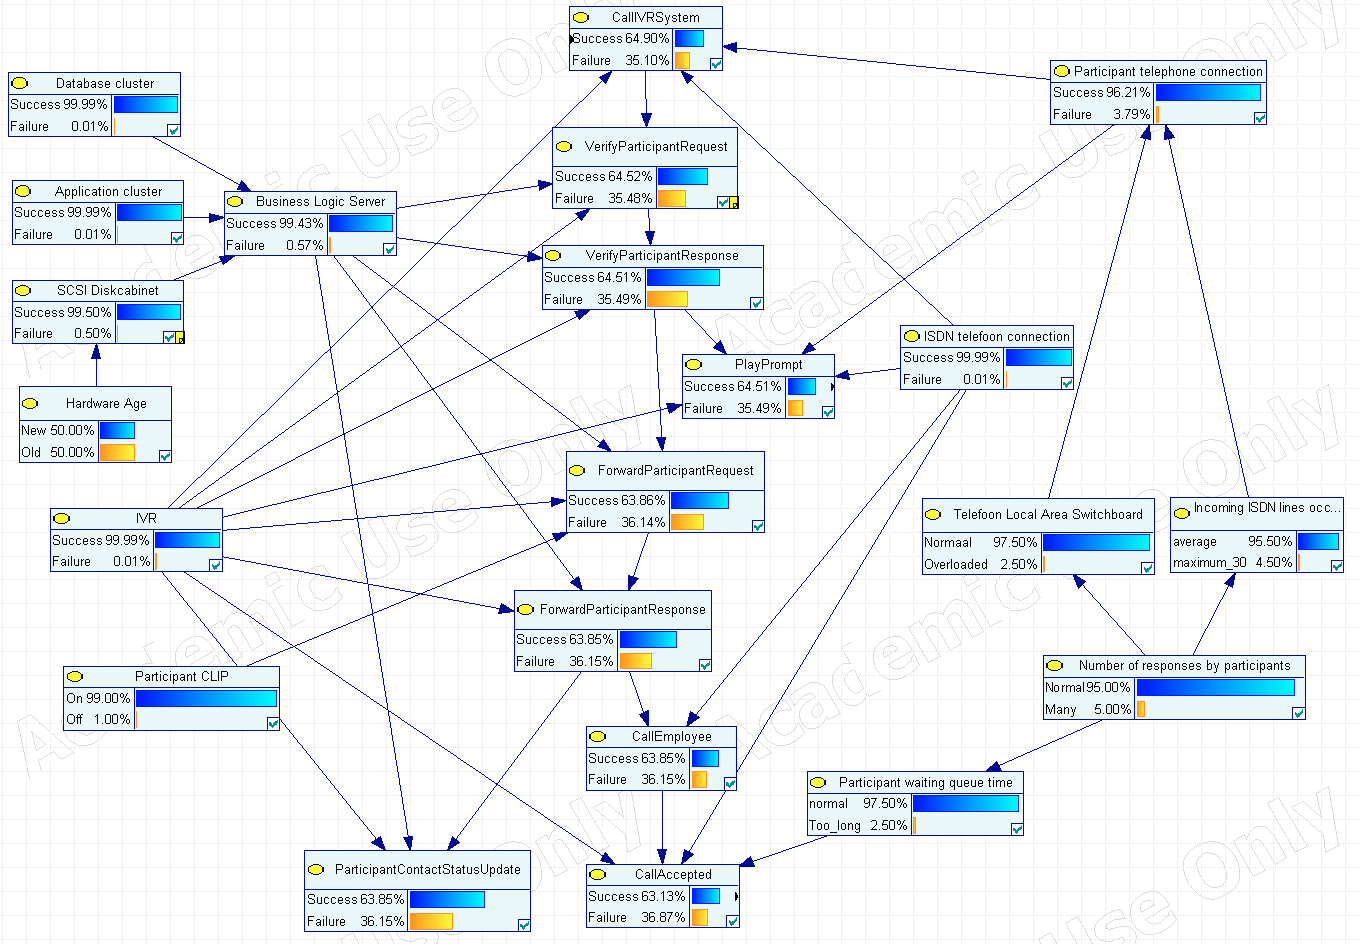 CallIVRSystem
Success 64.90%
Failure 35.10%
Database cluster
Success 99.99%
Failure 0.01%
Participant telephone connection
Success 96.21%
Failure 3.79%
VerifyParticipantRequest
Success 64.52%
Failure 35.48%
Application cluster
Success 99.99%
Failure 0.01%
Business Logic Server
Success 99.43%
Failure 0.57%
VerifyParticipantResponse
Success 64.51%
Failure 35.49%
SCSI Diskcabinet
Success 99.50%
Failure 0.50%
ISDN telefoon connection
Success 99.99%
Failure 0.01%
PlayPrompt
Success 64.51%
Failure 35.49%
Hardware Age
New 50.00%
Old 50.00%
ForwardParticipantRequest
Success 63.86%
Failure 36.14%
IVR
Success 99.99%
Failure 0.01%
Telefoon Local Area Switchboard
Normaal 97.50%
Overloaded 2.50%
Incoming ISDN lines occ...
average 95.50%
maximum_30 4.50%
ForwardParticipantResponse
Success 63.85%
Failure 36.15%
Participant CLIP
On 99.00%
Off 1.00%
Number of responses by participants
Normal 95.00%
Many 5.00%
CallEmployee
Success 63.85%
Failure 36.15%
Participant waiting queue time
normal 97.50%
Too_long 2.50%
ParticipantContactStatusUpdate
Success 63.85%
Failure 36.15%
CallAccepted
Success 63.13%
Failure 36.87%
Academic Use Only
Academic Use Only
Academic Use Only
Academic Use Only